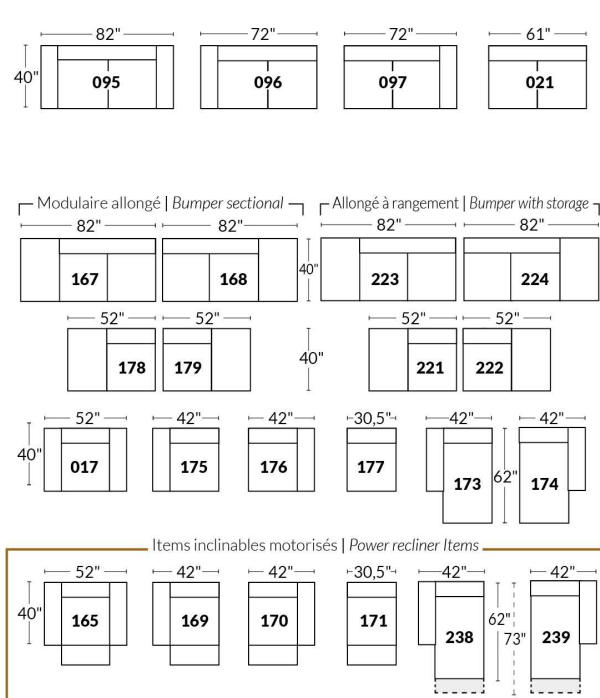 82" 72" 72" 61"
40" 095 096 097 021
Modulaire allongé | Bumper sectional Allongé à rangement | Bumper with storage
82" 82" 82" 82"
167 168 40" 223 224
52" 52" 52" 52"
178 179 40" 221 222
52" 42" 42" 30,5" 42" 42"
40" 017 175 176 177 173 62" 174
Items inclinables motorisés | Power recliner Items
52" 42" 42" 30,5" 42" 42"
40" 165 169 170 171 238 62" 73" 239